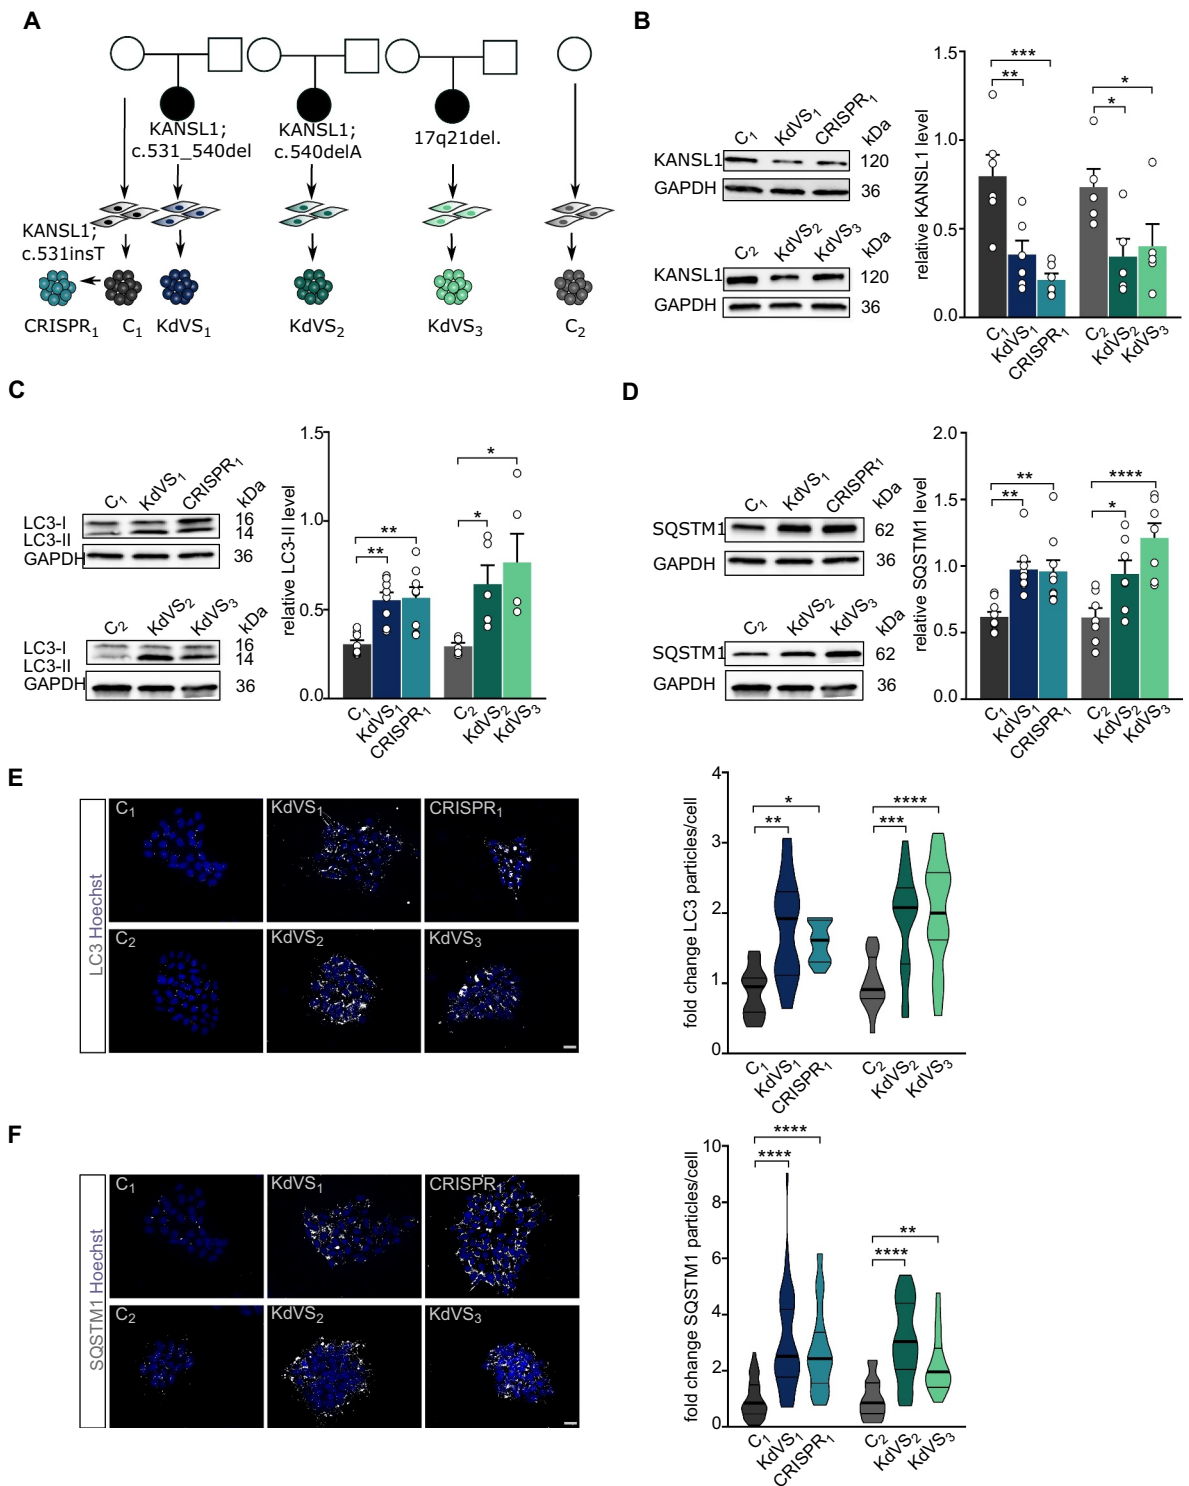 A
KANSL1;
c.531_540del
KANSL1;
c.540delA
17q21del.
KANSL1;
c.531insT
CRISPR1
C1
KdVS1
KdVS2
KdVS3
C2
B
C1 KdVS1 CRISPR1 kDa
KANSL1 120
GAPDH 36
C2 KdVS2 KdVS3 kDa
KANSL1 120
GAPDH 36
relative KANSL1 level
1.5
1.0
0.5
0.0
*** ** * *
C1 KdVS1 CRISPR1 C2 KdVS2 KdVS3
C
C1 KdVS1 CRISPR1 kDa
LC3-I 16
LC3-II 14
GAPDH 36
C2 KdVS2 KdVS3 kDa
LC3-I 16
LC3-II 14
GAPDH 36
relative LC3-II level
1.5
1.0
0.5
0.0
** ** * *
C1 KdVS1 CRISPR1 C2 KdVS2 KdVS3
D
C1 KdVS1 CRISPR1 kDa
SQSTM1 62
GAPDH 36
C2 KdVS2 KdVS3 kDa
SQSTM1 62
GAPDH 36
relative SQSTM1 level
2.0
1.5
1.0
0.5
0.0
** ** **** *
C1 KdVS1 CRISPR1 C2 KdVS2 KdVS3
E
LC3 Hoechst
C1 KdVS1 CRISPR1
C2 KdVS2 KdVS3
fold change LC3 particles/cell
4
3
2
1
0
* ** **** ***
C1 KdVS1 CRISPR1 C2 KdVS2 KdVS3
F
SQSTM1 Hoechst
C1 KdVS1 CRISPR1
C2 KdVS2 KdVS3
fold change SQSTM1 particles/cell
10
8
6
4
2
0
**** **** ** ****
C1 KdVS1 CRISPR1 C2 KdVS2 KdVS3